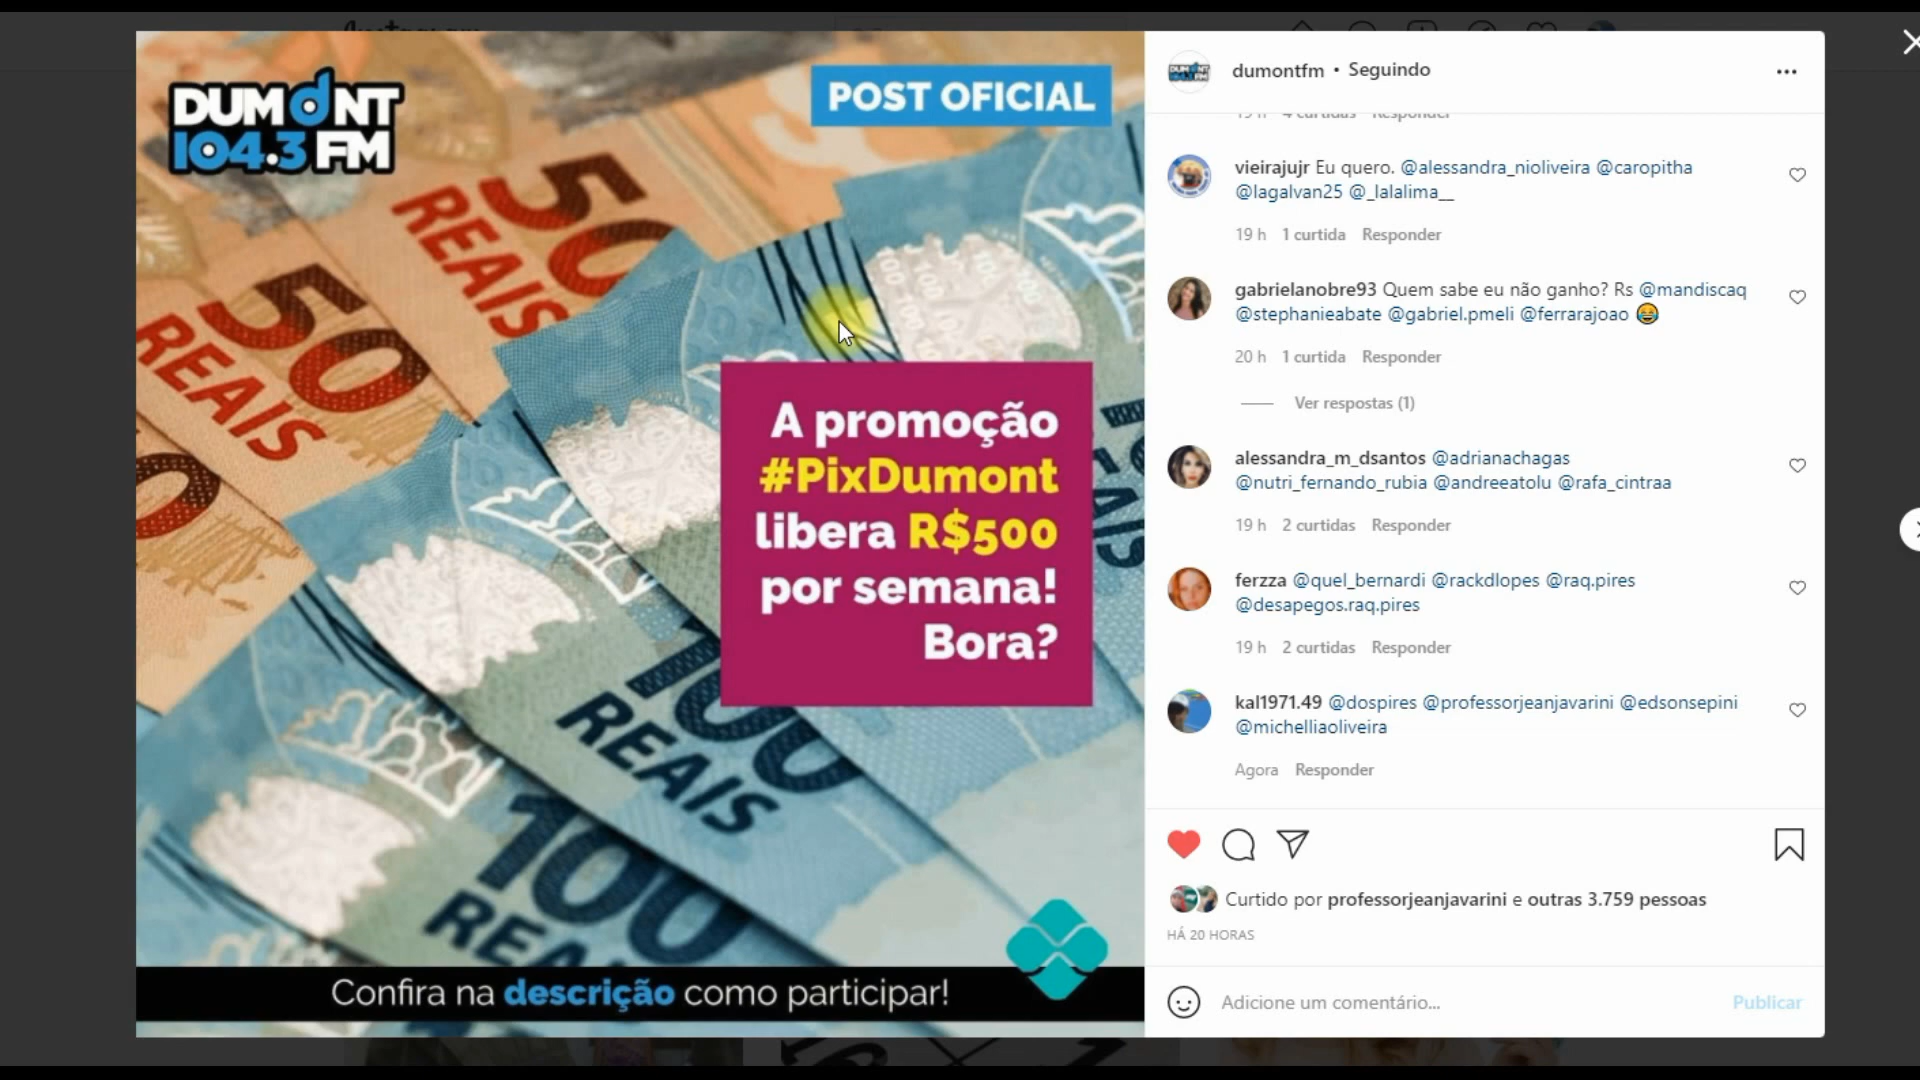 DUMONT
104.3 FM
POST OFICIAL
50
REAIS
50
REAIS
A promoção
#PixDumont
libera R$500
por semana!
Bora?
100
REAIS
100
REAIS
Confira na descrição como participar!
dumontfm • Seguindo
19 h 4 curtidas Responder
vieirajujr Eu quero. @alessandra_nioliveira @caropitha
@lagalvan25 @_lalalima__
19 h 1 curtida Responder
gabrielanobre93 Quem sabe eu não ganho? Rs @mandiscaq
@stephanieabate @gabriel.pmeli @ferrarajoao 😂
20 h 1 curtida Responder
Ver respostas (1)
alessandra_m_dsantos @adrianachagas
@nutri_fernando_rubia @andreeatolu @rafa_cintraa
19 h 2 curtidas Responder
ferzza @quel_bernardi @rackdlopes @raq.pires
@desapegos.raq.pires
19 h 2 curtidas Responder
kal1971.49 @dospires @professorjeanjavarini @edsonsepini
@michelliaoliveira
Agora Responder
Curtido por professorjeanjavarini e outras 3.759 pessoas
HÁ 20 HORAS
Adicione um comentário... Publicar